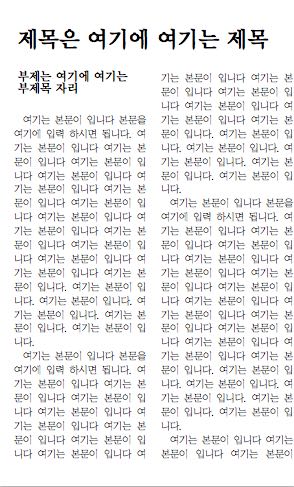 제목은 여기에 여기는 제목
부제는 여기에 여기는
부제목 자리
여기는 본문이 입니다 본문을
여기에 입력 하시면 됩니다. 여
기는 본문이 입니다 여기는 본
문이 입니다 여기는 본문이 입
니다 여기는 본문이 입니다 여
기는 본문이 입니다 여기는 본
문이 입니다 여기는 본문이 입
니다 여기는 본문이 입니다 여
기는 본문이 입니다 여기는 본
문이 입니다 여기는 본문이 입
니다 여기는 본문이 입니다 여
기는 본문이 입니다 여기는 본
문이 입니다. 여기는 본문이 입
니다. 여기는 본문이 입니다. 여
기는 본문이 입니다. 여기는 본
문이 입니다. 여기는 본문이 입
니다.
여기는 본문이 입니다 본문을
여기에 입력 하시면 됩니다. 여
기는 본문이 입니다 여기는 본
문이 입니다 여기는 본문이 입
니다 여기는 본문이 입니다 여
기는 본문이 입니다 여기는 본
문이 입니다 여기는 본문이 입
니다 여기는 본문이 입니다 여
기는 본문이 입니다 여기는 본
문이 입니다 여기는 본문이 입
니다 여기는 본문이 입니다 여
기는 본문이 입니다 여기는 본
문이 입니다. 여기는 본문이 입
니다. 여기는 본문이 입니다. 여
기는 본문이 입니다. 여기는 본
문이 입니다. 여기는 본문이 입
니다.
여기는 본문이 입니다 본문을
여기에 입력 하시면 됩니다. 여
기는 본문이 입니다 여기는 본
문이 입니다 여기는 본문이 입
니다 여기는 본문이 입니다 여
기는 본문이 입니다 여기는 본
문이 입니다 여기는 본문이 입
니다 여기는 본문이 입니다 여
기는 본문이 입니다 여기는 본
문이 입니다 여기는 본문이 입
니다 여기는 본문이 입니다 여
기는 본문이 입니다 여기는 본
문이 입니다. 여기는 본문이 입
니다. 여기는 본문이 입니다. 여
기는 본문이 입니다. 여기는 본
문이 입니다. 여기는 본문이 입
니다.
여기는 본문이 입니다 여기는
본문이 입니다 여기는 본문이